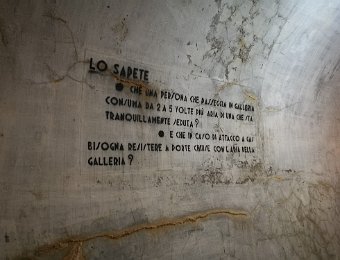 LO SAPETE
● CHE UNA PERSONA CHE PASSEGGIA IN GALLERIA
CONSUMA DA 2 A 5 VOLTE PIÙ ARIA DI UNA CHE STA
TRANQUILLAMENTE SEDUTA?
● E CHE IN CASO DI ATTACCO A GAS
BISOGNA RESISTERE A PORTE CHIUSE CON L'ARIA DELLA
GALLERIA?